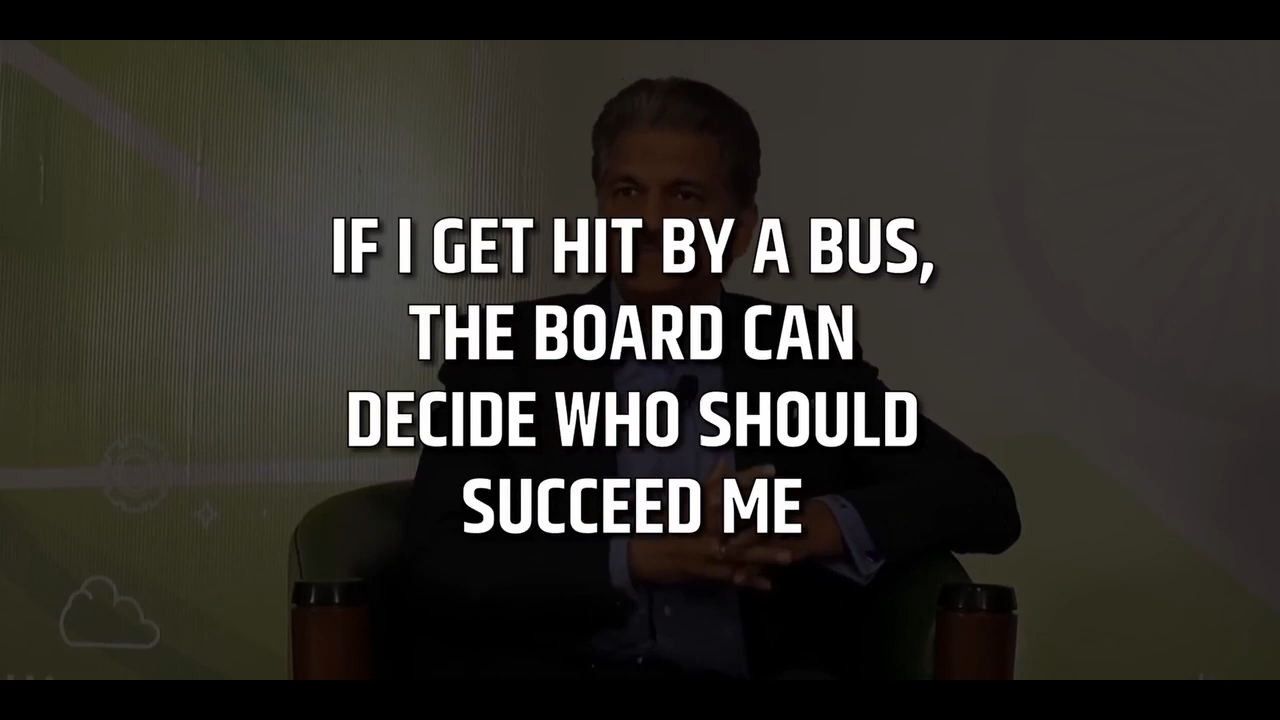 IF I GET HIT BY A BUS,
THE BOARD CAN
DECIDE WHO SHOULD
SUCCEED ME